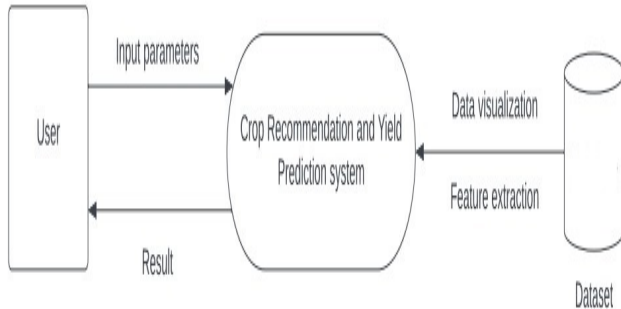 Input parameters
User
Crop Recommendation and Yield
Prediction system
Result
Data visualization
Feature extraction
Dataset